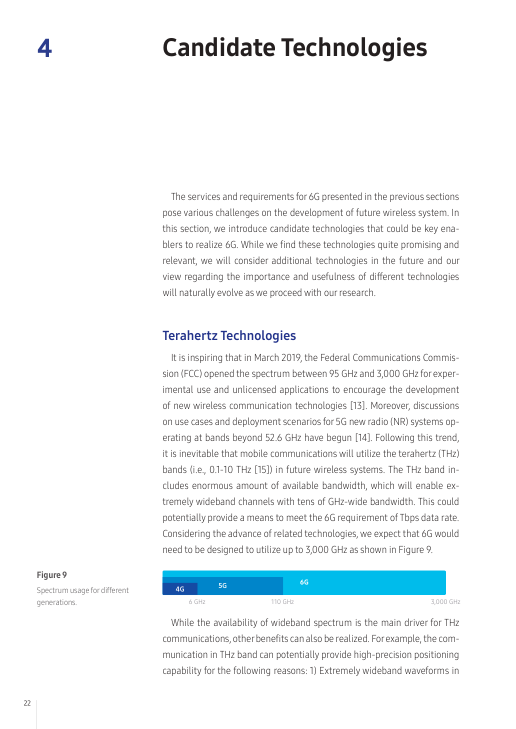 4
Candidate Technologies
The services and requirements for 6G presented in the previous sections
pose various challenges on the development of future wireless system. In
this section, we introduce candidate technologies that could be key ena-
blers to realize 6G. While we find these technologies quite promising and
relevant, we will consider additional technologies in the future and our
view regarding the importance and usefulness of different technologies
will naturally evolve as we proceed with our research.
Terahertz Technologies
It is inspiring that in March 2019, the Federal Communications Commis-
sion (FCC) opened the spectrum between 95 GHz and 3,000 GHz for exper-
imental use and unlicensed applications to encourage the development
of new wireless communication technologies [13]. Moreover, discussions
on use cases and deployment scenarios for 5G new radio (NR) systems op-
erating at bands beyond 52.6 GHz have begun [14]. Following this trend,
it is inevitable that mobile communications will utilize the terahertz (THz)
bands (i.e., 0.1-10 THz [15]) in future wireless systems. The THz band in-
cludes enormous amount of available bandwidth, which will enable ex-
tremely wideband channels with tens of GHz-wide bandwidth. This could
potentially provide a means to meet the 6G requirement of Tbps data rate.
Considering the advance of related technologies, we expect that 6G would
need to be designed to utilize up to 3,000 GHz as shown in Figure 9.
Figure 9
Spectrum usage for different
generations.
4G
5G
6G
6 GHz
110 GHz
3,000 GHz
While the availability of wideband spectrum is the main driver for THz
communications, other benefits can also be realized. For example, the com-
munication in THz band can potentially provide high-precision positioning
capability for the following reasons: 1) Extremely wideband waveforms in
22